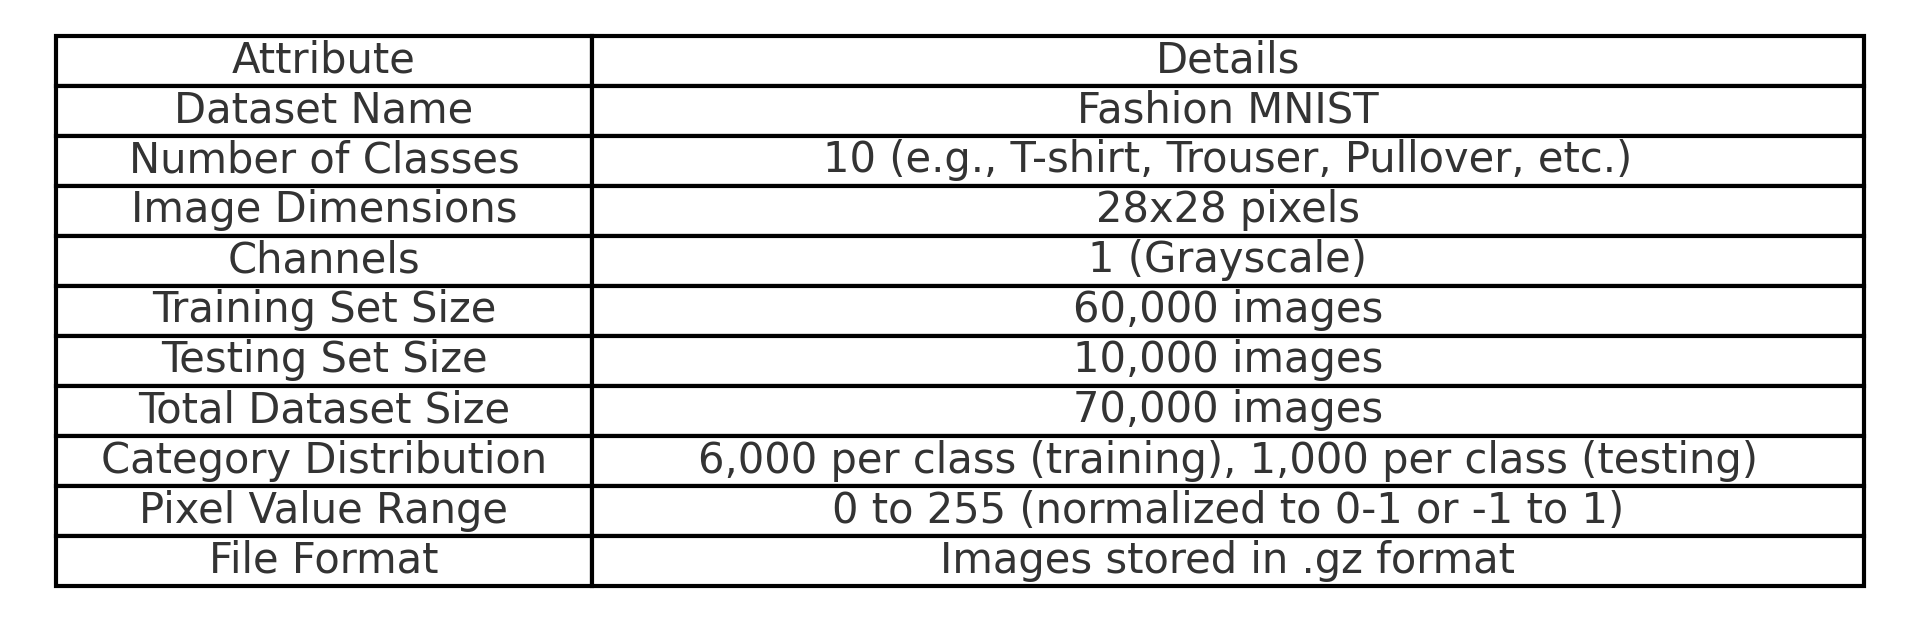 Attribute Details
Dataset Name Fashion MNIST
Number of Classes 10 (e.g., T-shirt, Trouser, Pullover, etc.)
Image Dimensions 28x28 pixels
Channels 1 (Grayscale)
Training Set Size 60,000 images
Testing Set Size 10,000 images
Total Dataset Size 70,000 images
Category Distribution 6,000 per class (training), 1,000 per class (testing)
Pixel Value Range 0 to 255 (normalized to 0-1 or -1 to 1)
File Format Images stored in .gz format